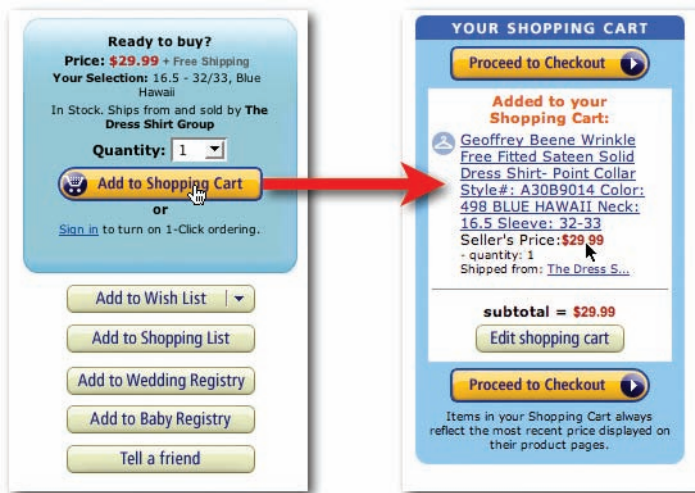 Ready to buy?
Price: $29.99 + Free Shipping
Your Selection: 16.5 - 32/33, Blue
Hawaii
In Stock. Ships from and sold by The
Dress Shirt Group
Quantity: 1
Add to Shopping Cart
or
Sign in to turn on 1-Click ordering.
Add to Wish List
Add to Shopping List
Add to Wedding Registry
Add to Baby Registry
Tell a friend
YOUR SHOPPING CART
Proceed to Checkout
Added to your
Shopping Cart:
Geoffrey Beene Wrinkle
Free Fitted Sateen Solid
Dress Shirt- Point Collar
Style#: A30B9014 Color:
498 BLUE HAWAII Neck:
16.5 Sleeve: 32-33
Seller's Price:$29.99
- quantity: 1
Shipped from: The Dress S...
subtotal = $29.99
Edit shopping cart
Proceed to Checkout
Items in your Shopping Cart always
reflect the most recent price displayed on
their product pages.